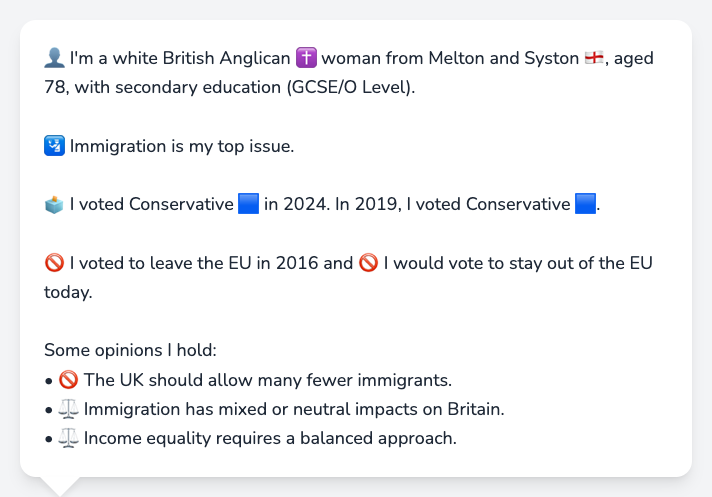 👤 I'm a white British Anglican ✝️ woman from Melton and Syston 🏴󠁧󠁢󠁥󠁮󠁧󠁿, aged
78, with secondary education (GCSE/O Level).
🛂 Immigration is my top issue.
🗳️ I voted Conservative 🟦 in 2024. In 2019, I voted Conservative 🟦.
🚫 I voted to leave the EU in 2016 and 🚫 I would vote to stay out of the EU
today.
Some opinions I hold:
• 🚫 The UK should allow many fewer immigrants.
• ⚖️ Immigration has mixed or neutral impacts on Britain.
• ⚖️ Income equality requires a balanced approach.